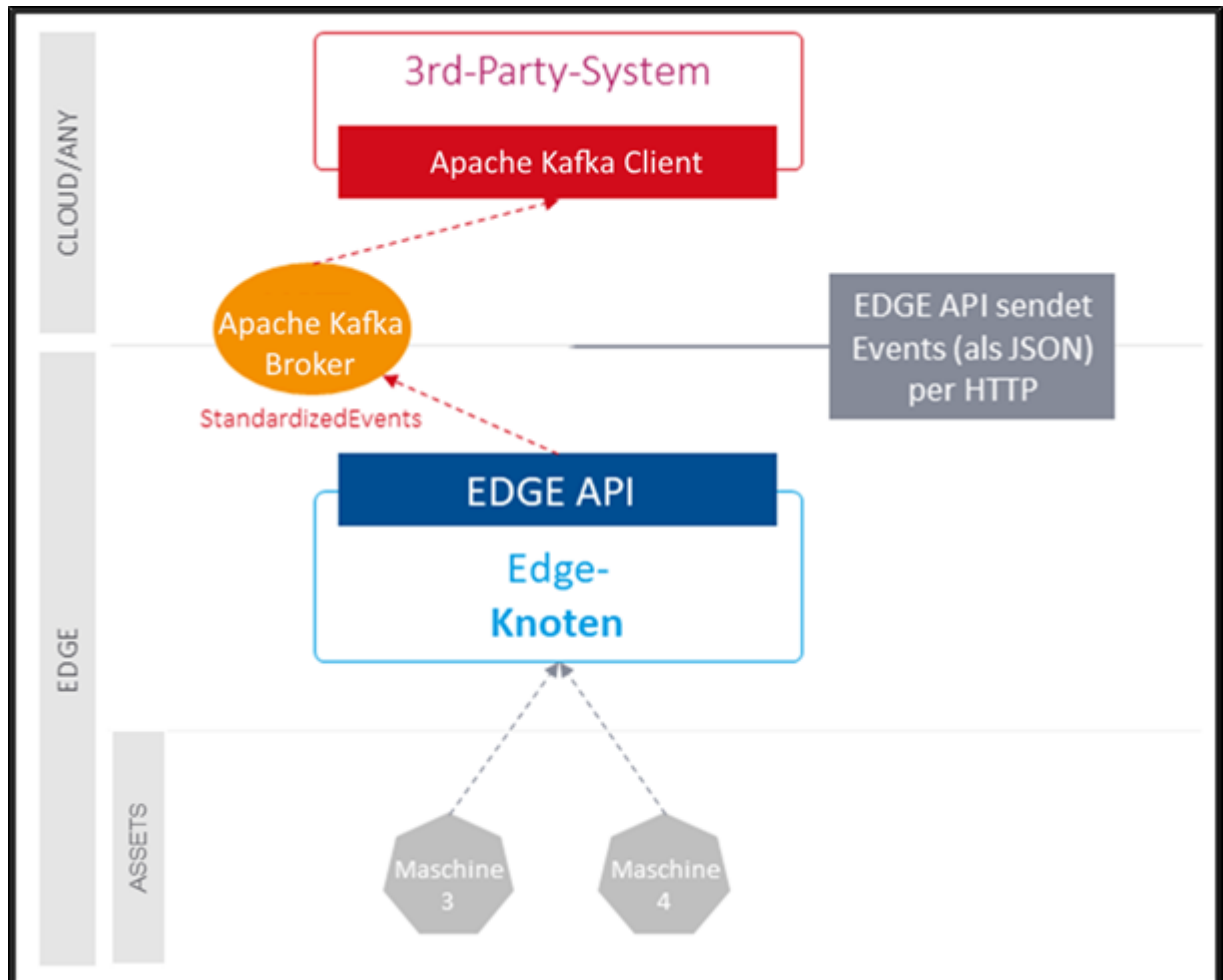 CLOUD/ANY
3rd-Party-System
Apache Kafka Client
Apache Kafka
Broker
StandardizedEvents
EDGE API sendet
Events (als JSON)
per HTTP
EDGE
EDGE API
Edge-
Knoten
ASSETS
Maschine
3
Maschine
4